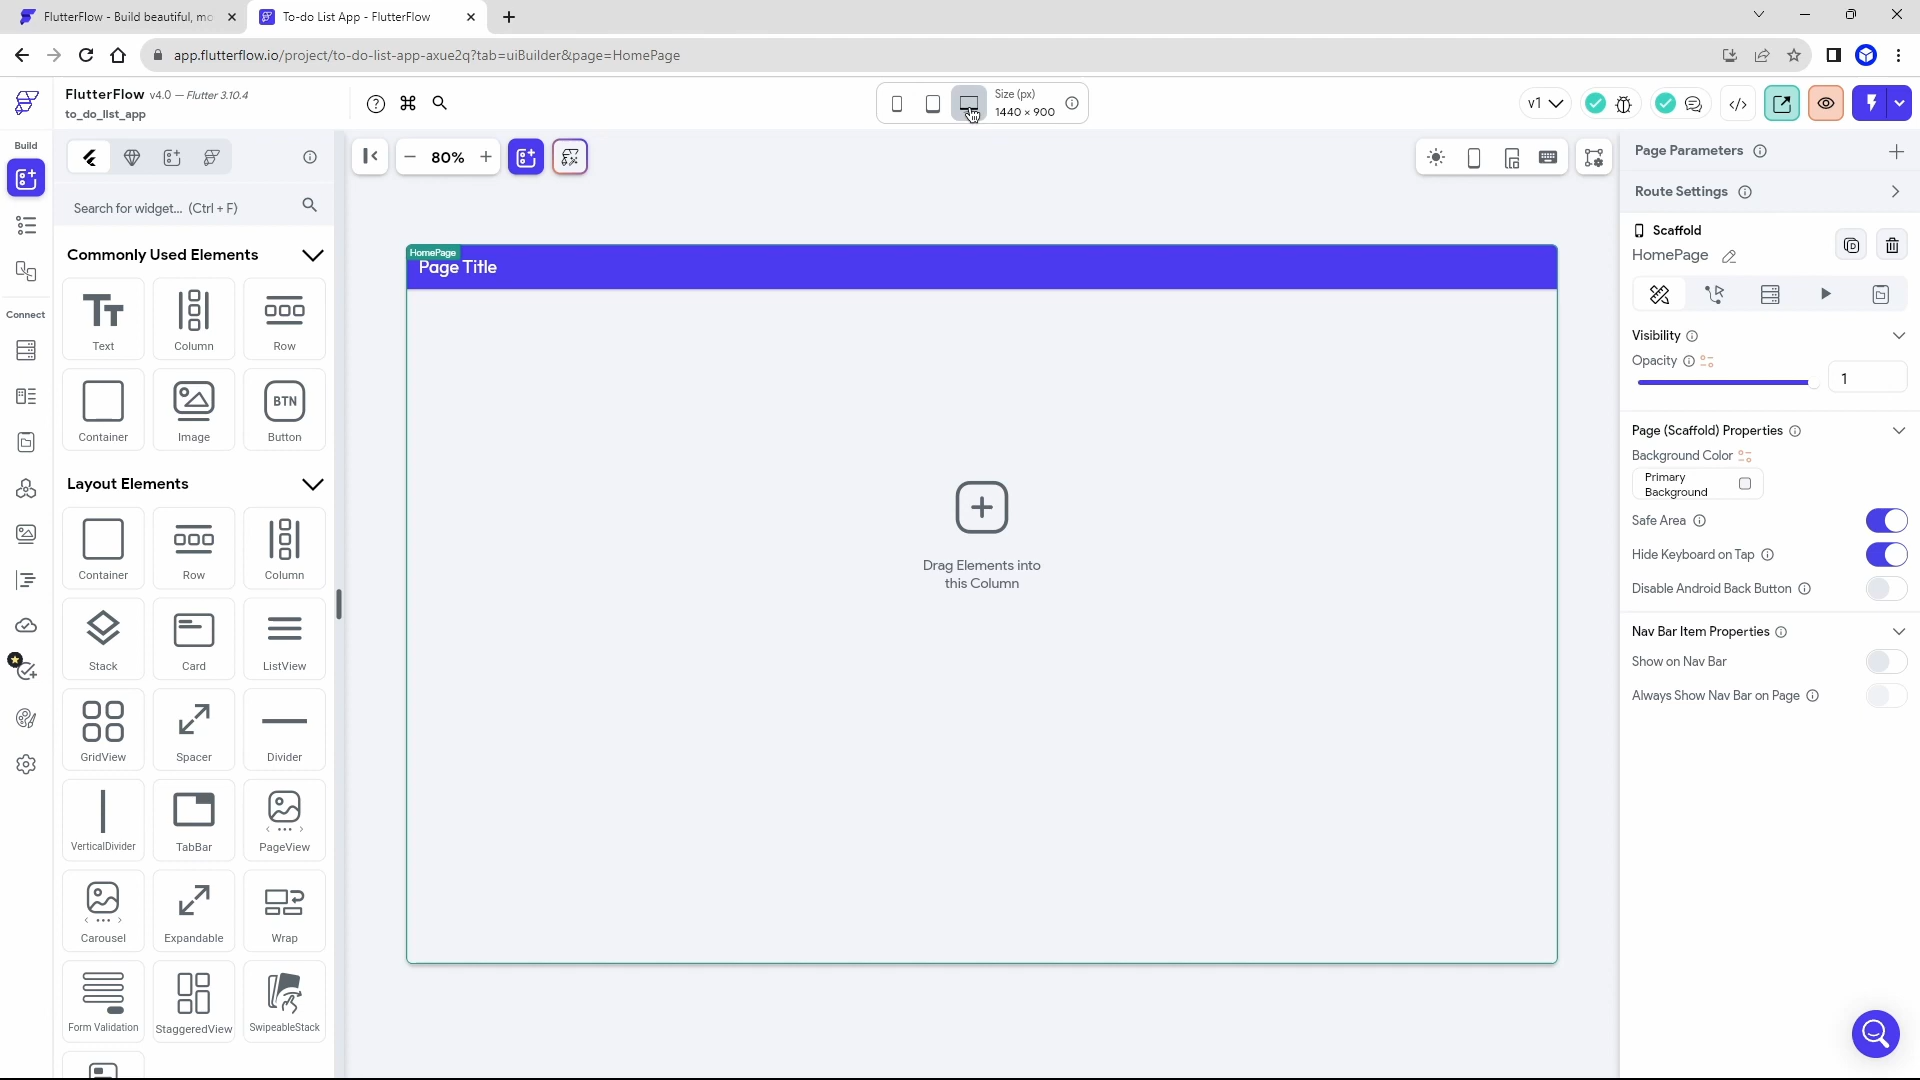 FlutterFlow - Build beautiful, mo
To-do List App - FlutterFlow
app.flutterflow.io/project/to-do-list-app-axue2q?tab=uiBuilder&page=HomePage
FlutterFlow v4.0 — Flutter 3.10.4
to_do_list_app
Size (px)
1440 × 900
v1
Build
Connect
Search for widget... (Ctrl + F)
Commonly Used Elements
Text
Column
Row
Container
Image
Button
BTN
Layout Elements
Container
Row
Column
Stack
Card
ListView
GridView
Spacer
Divider
VerticalDivider
TabBar
PageView
Carousel
Expandable
Wrap
Form Validation
StaggeredView
SwipeableStack
80%
HomePage
Page Title
Drag Elements into
this Column
Page Parameters
Route Settings
Scaffold
HomePage
Visibility
Opacity
1
Page (Scaffold) Properties
Background Color
Primary
Background
Safe Area
Hide Keyboard on Tap
Disable Android Back Button
Nav Bar Item Properties
Show on Nav Bar
Always Show Nav Bar on Page